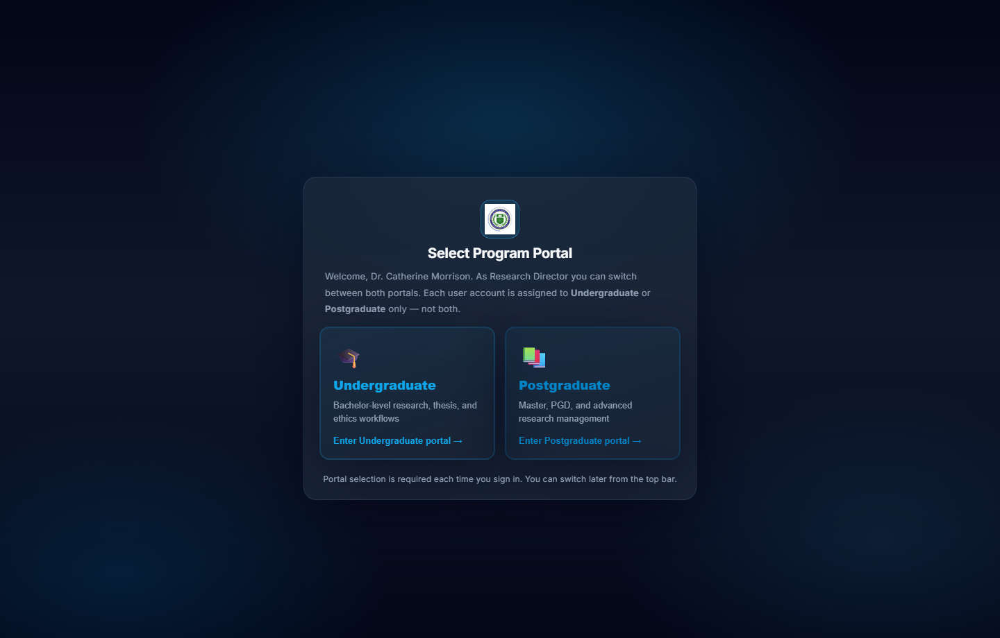 Select Program Portal
Welcome, Dr. Catherine Morrison. As Research Director you can switch
between both portals. Each user account is assigned to Undergraduate or
Postgraduate only — not both.
Undergraduate
Bachelor-level research, thesis, and
ethics workflows
Enter Undergraduate portal →
Postgraduate
Master, PGD, and advanced
research management
Enter Postgraduate portal →
Portal selection is required each time you sign in. You can switch later from the top bar.